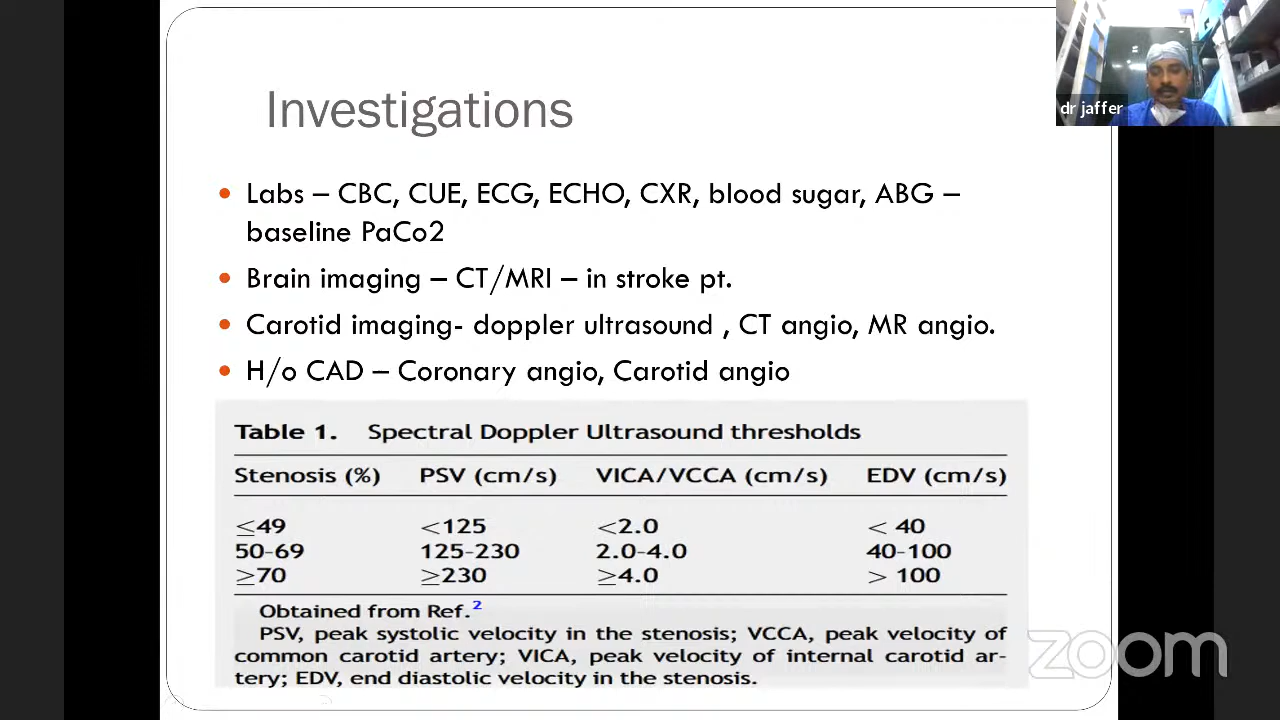 Investigations
dr jaffer
• Labs – CBC, CUE, ECG, ECHO, CXR, blood sugar, ABG –
baseline PaCo2
• Brain imaging – CT/MRI – in stroke pt.
• Carotid imaging- doppler ultrasound , CT angio, MR angio.
• H/o CAD – Coronary angio, Carotid angio
Table 1. Spectral Doppler Ultrasound thresholds
Stenosis (%) PSV (cm/s) VICA/VCCA (cm/s) EDV (cm/s)
≤49 <125 <2.0 < 40
50-69 125-230 2.0-4.0 40-100
≥70 ≥230 ≥4.0 > 100
Obtained from Ref.2
PSV, peak systolic velocity in the stenosis; VCCA, peak velocity of
common carotid artery; VICA, peak velocity of internal carotid ar-
tery; EDV, end diastolic velocity in the stenosis.
zoom